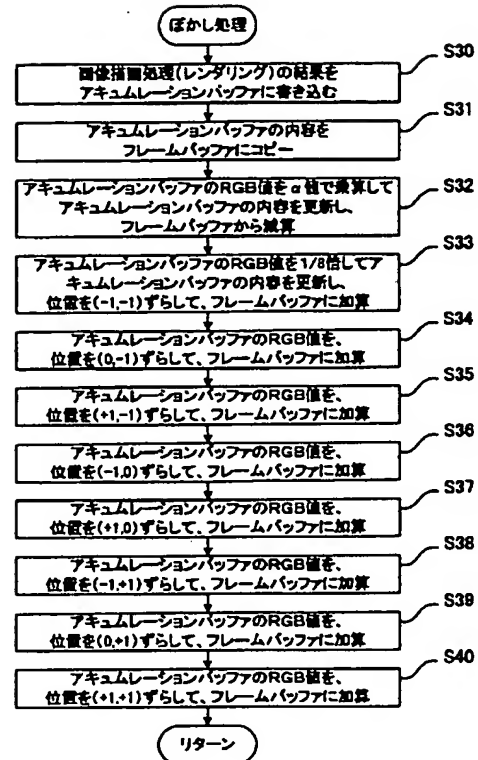 ぼかし処理
S30
画像描画処理(レンダリング)の結果を
アキュムレーションバッファに書き込む
S31
アキュムレーションバッファの内容を
フレームバッファにコピー
S32
アキュムレーションバッファのRGB値をα値で乗算して
アキュムレーションバッファの内容を更新し、
フレームバッファから減算
S33
アキュムレーションバッファのRGB値を1/8倍してア
キュムレーションバッファの内容を更新し、
位置を(-1,-1)ずらして、フレームバッファに加算
S34
アキュムレーションバッファのRGB値を、
位置を(0,-1)ずらして、フレームバッファに加算
S35
アキュムレーションバッファのRGB値を、
位置を(+1,-1)ずらして、フレームバッファに加算
S36
アキュムレーションバッファのRGB値を、
位置を(-1,0)ずらして、フレームバッファに加算
S37
アキュムレーションバッファのRGB値を、
位置を(+1,0)ずらして、フレームバッファに加算
S38
アキュムレーションバッファのRGB値を、
位置を(-1,+1)ずらして、フレームバッファに加算
S39
アキュムレーションバッファのRGB値を、
位置を(0,+1)ずらして、フレームバッファに加算
S40
アキュムレーションバッファのRGB値を、
位置を(+1,+1)ずらして、フレームバッファに加算
リターン